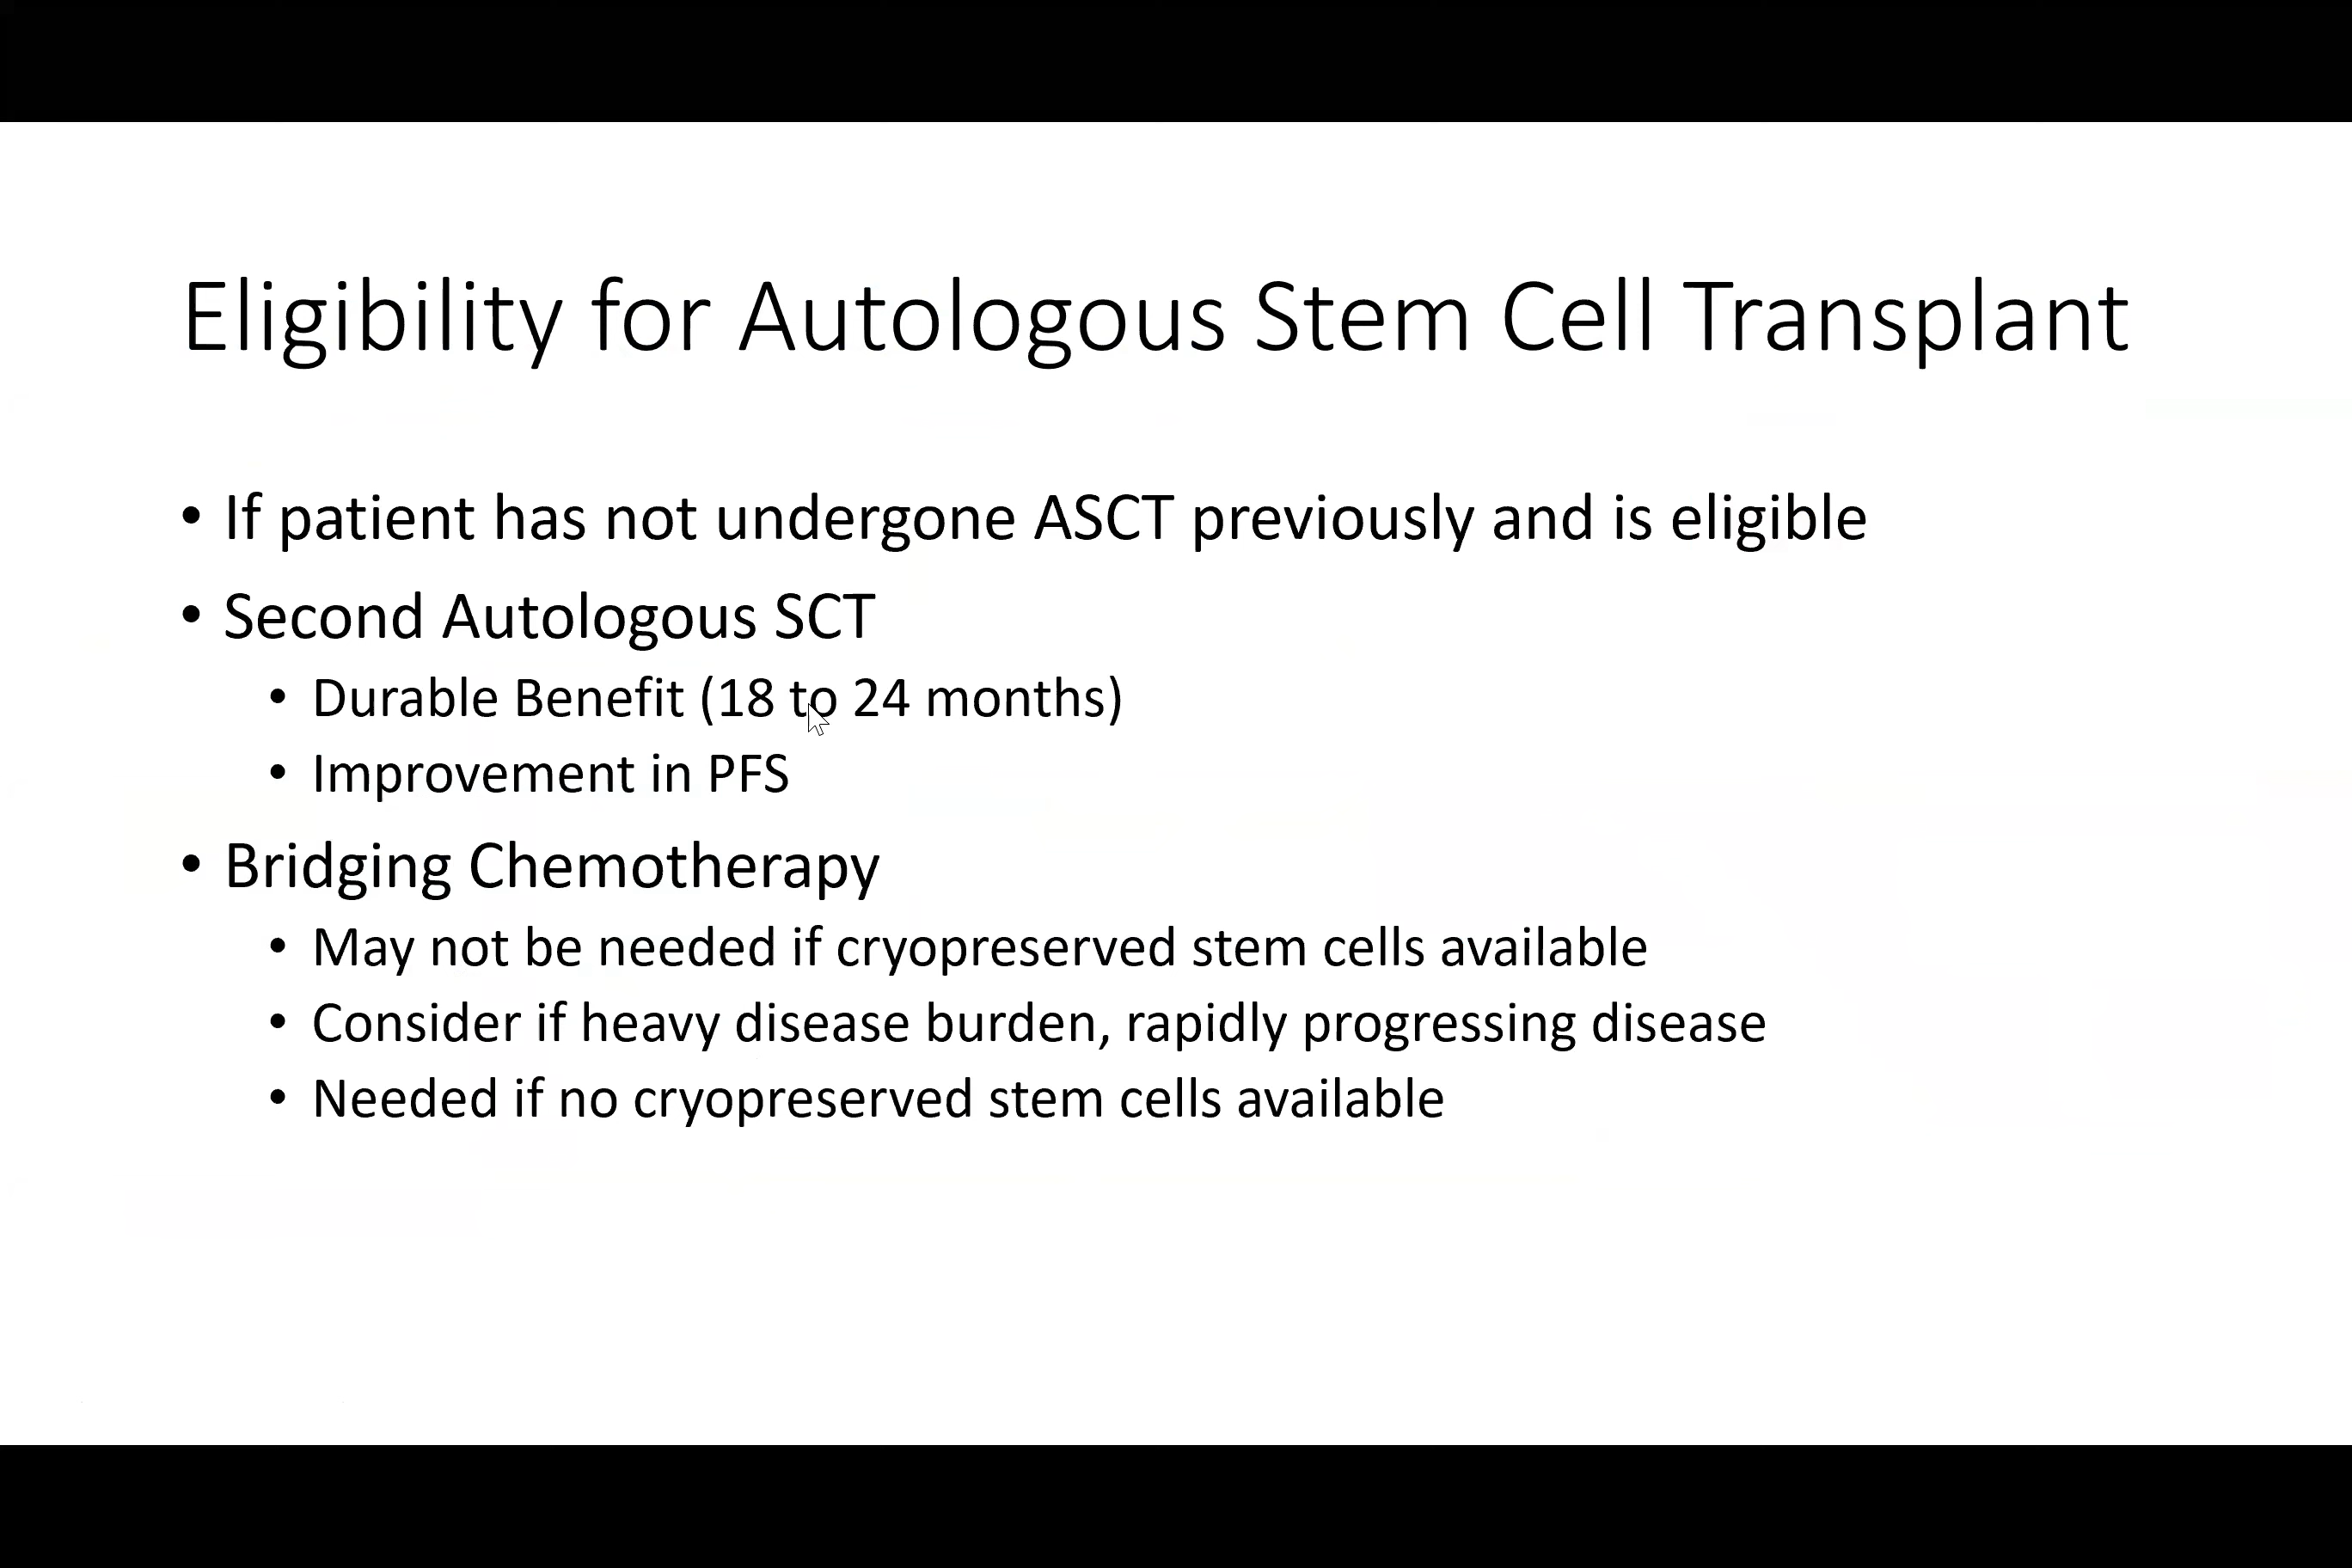 Eligibility for Autologous Stem Cell Transplant
• If patient has not undergone ASCT previously and is eligible
• Second Autologous SCT
• Durable Benefit (18 to 24 months)
• Improvement in PFS
• Bridging Chemotherapy
• May not be needed if cryopreserved stem cells available
• Consider if heavy disease burden, rapidly progressing disease
• Needed if no cryopreserved stem cells available